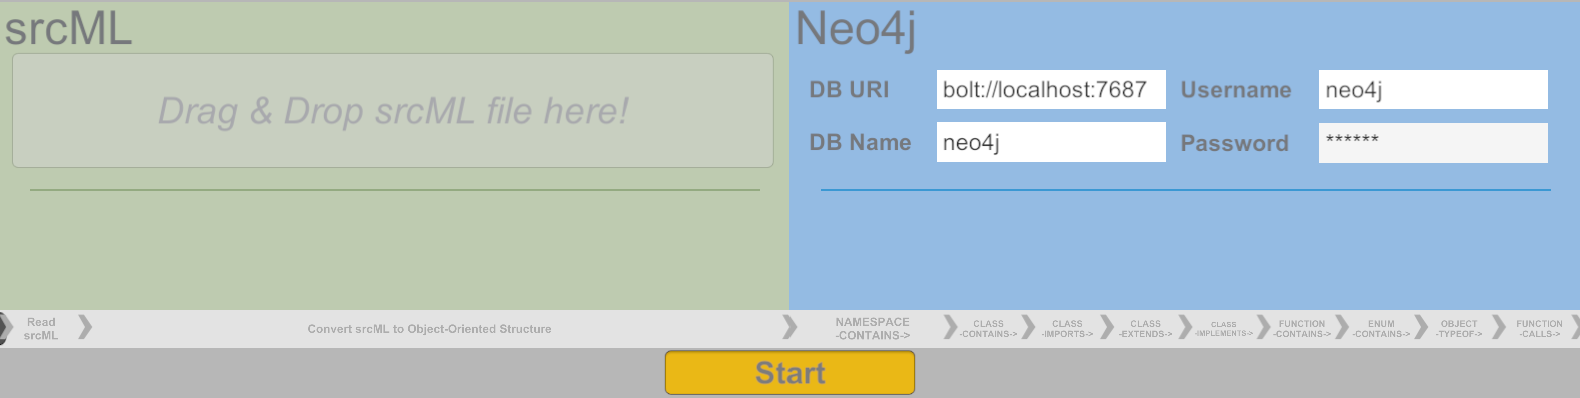 srcML
Drag & Drop srcML file here!
Neo4j
DB URI bolt://localhost:7687 Username neo4j
DB Name neo4j Password ******
Read
srcML
Convert srcML to Object-Oriented Structure
NAMESPACE
-CONTAINS->
CLASS
-CONTAINS->
CLASS
-IMPORTS->
CLASS
-EXTENDS->
CLASS
-IMPLEMENTS->
FUNCTION
-CONTAINS->
ENUM
-CONTAINS->
OBJECT
-TYPEOF->
FUNCTION
-CALLS->
Start